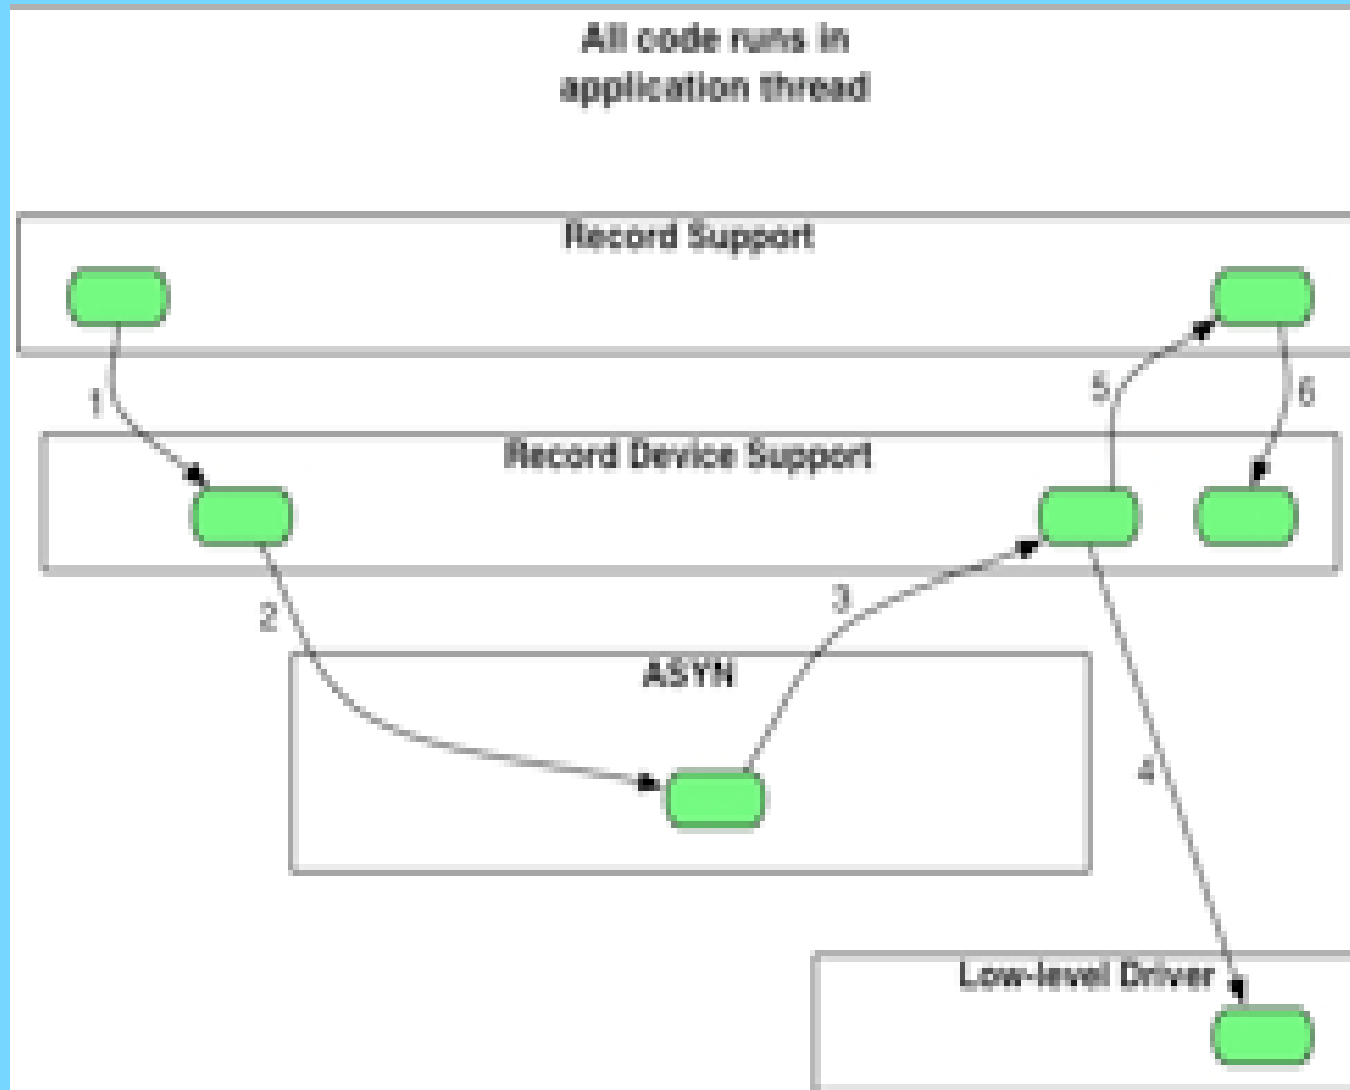 All code runs in
application thread
Record Support
1
5
6
Record Device Support
2
3
ASYN
4
Low-level Driver